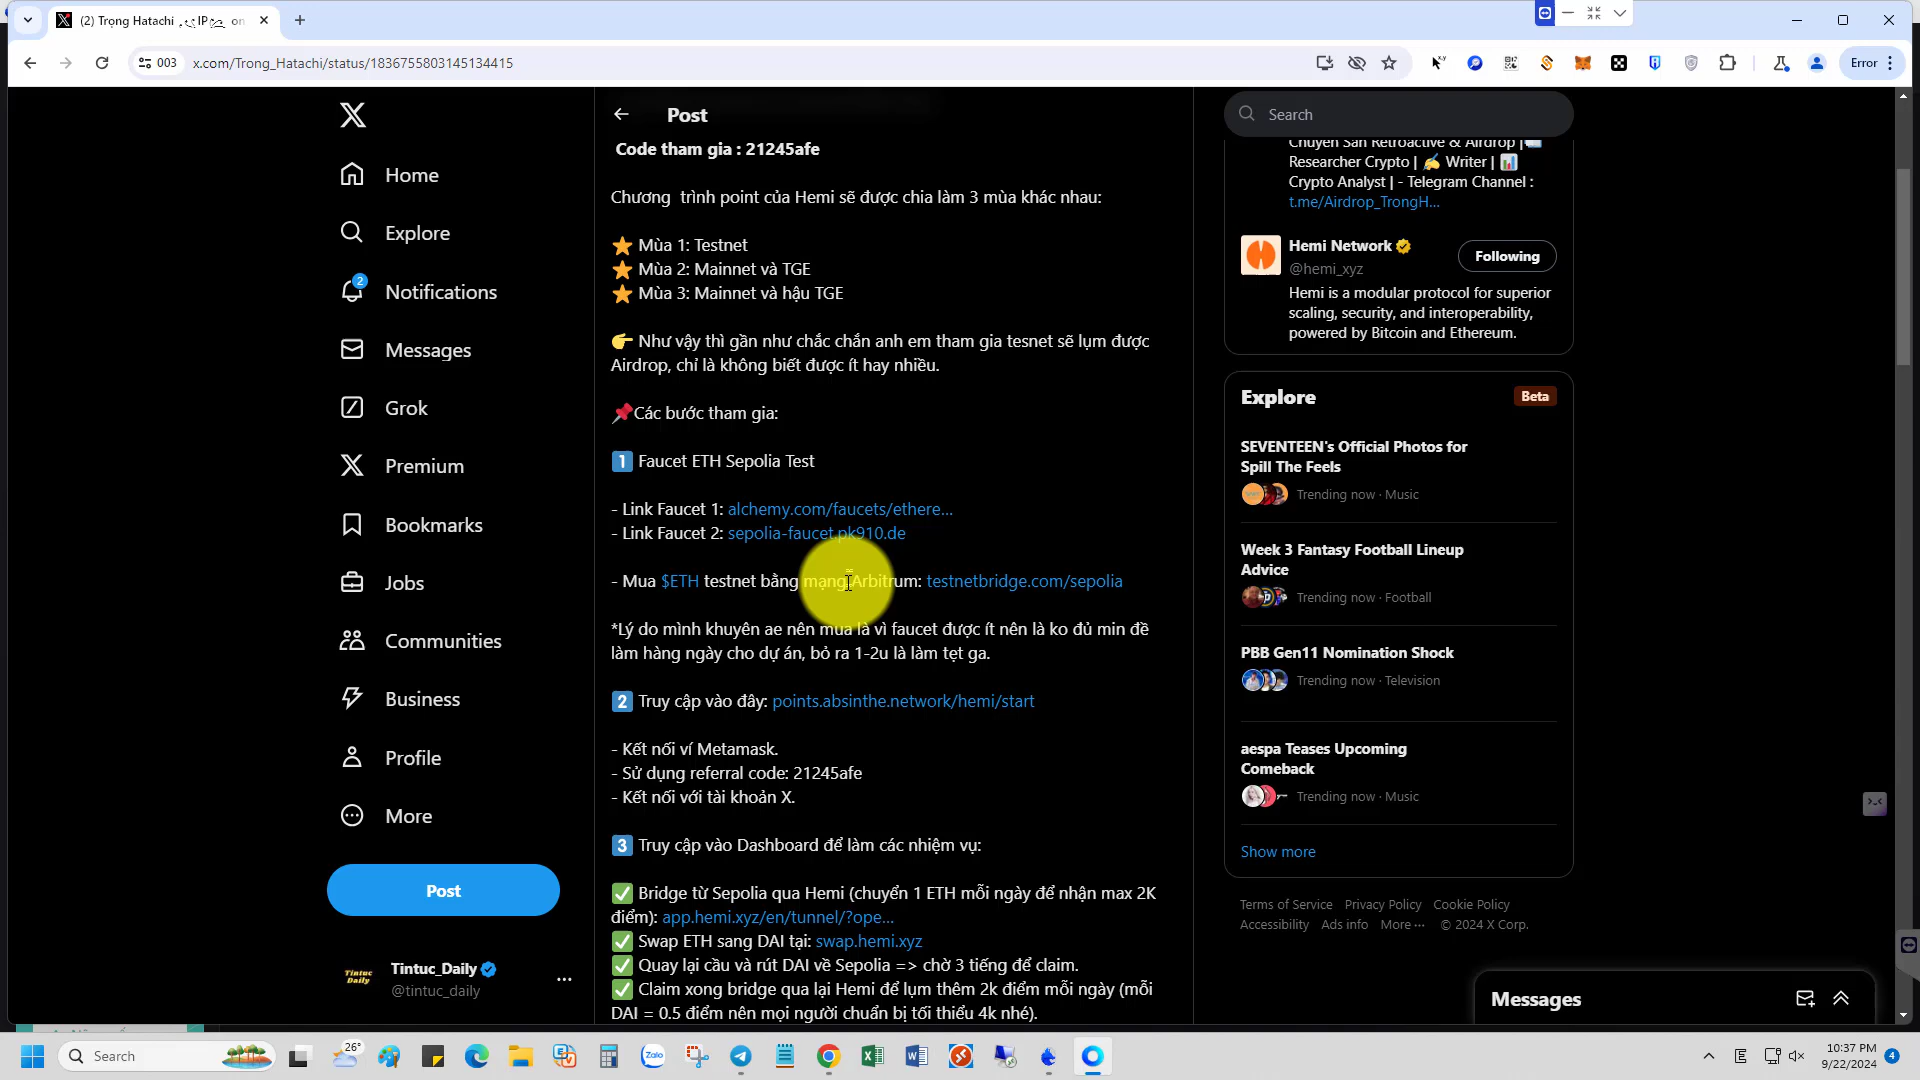 (2) Trọng Hatachi
003
x.com/Trong_Hatachi/status/1836755803145134415
Error
Post
Code tham gia : 21245afe
Chương trình point của Hemi sẽ được chia làm 3 mùa khác nhau:
⭐ Mùa 1: Testnet
⭐ Mùa 2: Mainnet và TGE
⭐ Mùa 3: Mainnet và hậu TGE
👉 Như vậy thì gần như chắc chắn anh em tham gia tesnet sẽ lụm được
Airdrop, chỉ là không biết được ít hay nhiều.
📌Các bước tham gia:
1️⃣ Faucet ETH Sepolia Test
- Link Faucet 1: alchemy.com/faucets/ethere...
- Link Faucet 2: sepolia-faucet.pk910.de
- Mua $ETH testnet bằng mạng Arbitrum: testnetbridge.com/sepolia
*Lý do mình khuyên ae nên mua là vì faucet được ít nên là ko đủ min đề
làm hàng ngày cho dự án, bỏ ra 1-2u là làm tẹt ga.
2️⃣ Truy cập vào đây: points.absinthe.network/hemi/start
- Kết nối ví Metamask.
- Sử dụng referral code: 21245afe
- Kết nối với tài khoản X.
3️⃣ Truy cập vào Dashboard để làm các nhiệm vụ:
✅ Bridge từ Sepolia qua Hemi (chuyển 1 ETH mỗi ngày để nhận max 2K
điểm): app.hemi.xyz/en/tunnel/?ope...
✅ Swap ETH sang DAI tại: swap.hemi.xyz
✅ Quay lại cầu và rút DAI về Sepolia => chờ 3 tiếng để claim.
✅ Claim xong bridge qua lại Hemi để lụm thêm 2k điểm mỗi ngày (mỗi
DAI = 0.5 điểm nên mọi người chuẩn bị tối thiểu 4k nhé).
Home
Explore
2
Notifications
Messages
Grok
Premium
Bookmarks
Jobs
Communities
Business
Profile
More
Post
Tintuc Daily
Tintuc_Daily
@tintuc_daily
Search
Chuyên Săn Retroactive & Airdrop |
Researcher Crypto | ✍️ Writer | 📊
Crypto Analyst | - Telegram Channel :
t.me/Airdrop_TrongH...
Hemi Network
@hemi_xyz
Following
Hemi is a modular protocol for superior
scaling, security, and interoperability,
powered by Bitcoin and Ethereum.
Explore
Beta
SEVENTEEN's Official Photos for
Spill The Feels
Trending now · Music
Week 3 Fantasy Football Lineup
Advice
Trending now · Football
PBB Gen11 Nomination Shock
Trending now · Television
aespa Teases Upcoming
Comeback
Trending now · Music
Show more
Terms of Service Privacy Policy Cookie Policy
Accessibility Ads info More ··· © 2024 X Corp.
Messages
Search
26°
Zalo
E
10:37 PM
9/22/2024
4